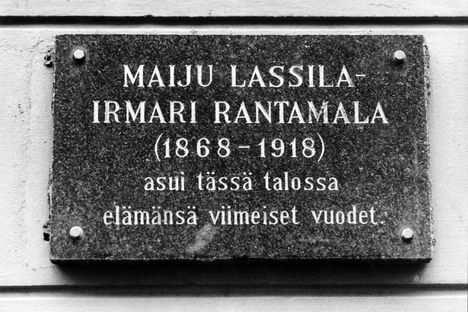 MAIJU LASSILA-
IRMARI RANTAMALA
(1868-1918)
asui tässä talossa
elämänsä viimeiset vuodet.